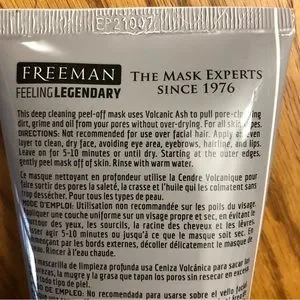 EP21007
FREEMAN
FEELING LEGENDARY
THE MASK EXPERTS
SINCE 1976
This deep cleaning peel-off mask uses Volcanic Ash to pull pore-clogging
dirt, grime and oil from your pores without over-drying. For all skin types.
DIRECTIONS: Not recommended for use over facial hair. Apply an even
layer to clean, dry face, avoiding eye area, eyebrows, hairline, and lips.
Leave on for 5-10 minutes or until dry. Starting at the outer edges,
gently peel mask off of skin. Rinse with warm water.
Ce masque nettoyant en profondeur utilise la Cendre Volcanique pour
faire sortir des pores la saleté, la crasse et l'huile qui les colmatent sans
trop dessécher. Pour tous les types de peau.
MODE D'EMPLOI: Utilisation non recommandée sur les poils du visage.
Appliquer une couche uniforme sur un visage propre et sec, en évitant le
contour des yeux, les sourcils, la racine des cheveux et les lèvres.
agir 5-10 minutes ou jusqu'à ce que le masque soit sec. En
commençant par les bords externes, décoller délicatement le masque de
Rincer à l'eau chaude.
mascarilla de limpieza profunda usa Ceniza Volcánica para sacar la
la mugre y la grasa que tapan los poros sin resecar en exceso.
todo tipo de piel.
DE EMPLEO: No recomendada para usarse sobre el vello facial